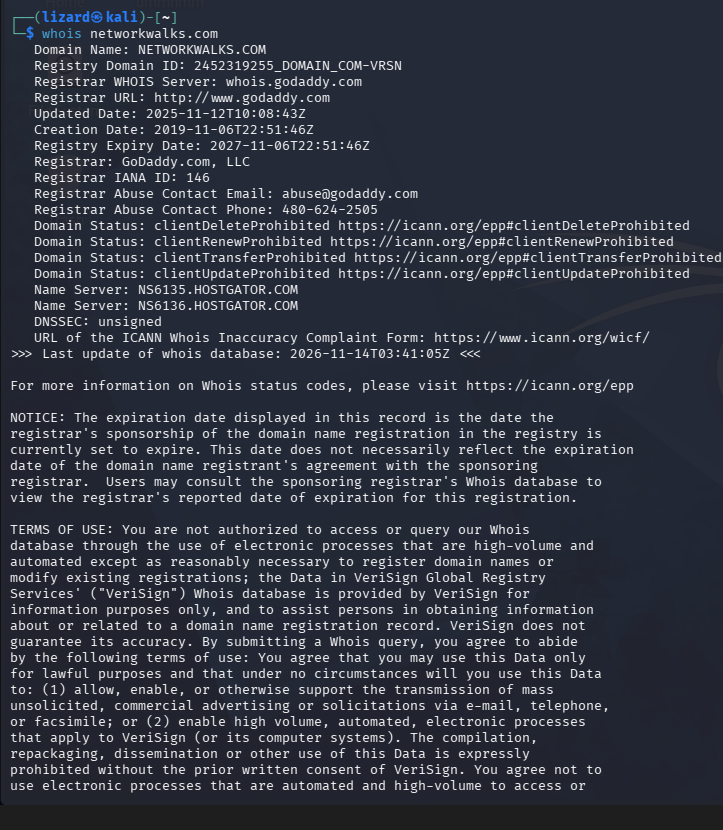 ┌──(lizard㉿kali)-[~]
└─$ whois networkwalks.com
   Domain Name: NETWORKWALKS.COM
   Registry Domain ID: 2452319255_DOMAIN_COM-VRSN
   Registrar WHOIS Server: whois.godaddy.com
   Registrar URL: http://www.godaddy.com
   Updated Date: 2025-11-12T10:08:43Z
   Creation Date: 2019-11-06T22:51:46Z
   Registry Expiry Date: 2027-11-06T22:51:46Z
   Registrar: GoDaddy.com, LLC
   Registrar IANA ID: 146
   Registrar Abuse Contact Email: abuse@godaddy.com
   Registrar Abuse Contact Phone: 480-624-2505
   Domain Status: clientDeleteProhibited https://icann.org/epp#clientDeleteProhibited
   Domain Status: clientRenewProhibited https://icann.org/epp#clientRenewProhibited
   Domain Status: clientTransferProhibited https://icann.org/epp#clientTransferProhibited
   Domain Status: clientUpdateProhibited https://icann.org/epp#clientUpdateProhibited
   Name Server: NS6135.HOSTGATOR.COM
   Name Server: NS6136.HOSTGATOR.COM
   DNSSEC: unsigned
   URL of the ICANN Whois Inaccuracy Complaint Form: https://www.icann.org/wicf/
>>> Last update of whois database: 2026-11-14T03:41:05Z <<<

For more information on Whois status codes, please visit https://icann.org/epp

NOTICE: The expiration date displayed in this record is the date the
registrar's sponsorship of the domain name registration in the registry is
currently set to expire. This date does not necessarily reflect the expiration
date of the domain name registrant's agreement with the sponsoring
registrar.  Users may consult the sponsoring registrar's Whois database to
view the registrar's reported date of expiration for this registration.

TERMS OF USE: You are not authorized to access or query our Whois
database through the use of electronic processes that are high-volume and
automated except as reasonably necessary to register domain names or
modify existing registrations; the Data in VeriSign Global Registry
Services' ("VeriSign") Whois database is provided by VeriSign for
information purposes only, and to assist persons in obtaining information
about or related to a domain name registration record. VeriSign does not
guarantee its accuracy. By submitting a Whois query, you agree to abide
by the following terms of use: You agree that you may use this Data only
for lawful purposes and that under no circumstances will you use this Data
to: (1) allow, enable, or otherwise support the transmission of mass
unsolicited, commercial advertising or solicitations via e-mail, telephone,
or facsimile; or (2) enable high volume, automated, electronic processes
that apply to VeriSign (or its computer systems). The compilation,
repackaging, dissemination or other use of this Data is expressly
prohibited without the prior written consent of VeriSign. You agree not to
use electronic processes that are automated and high-volume to access or